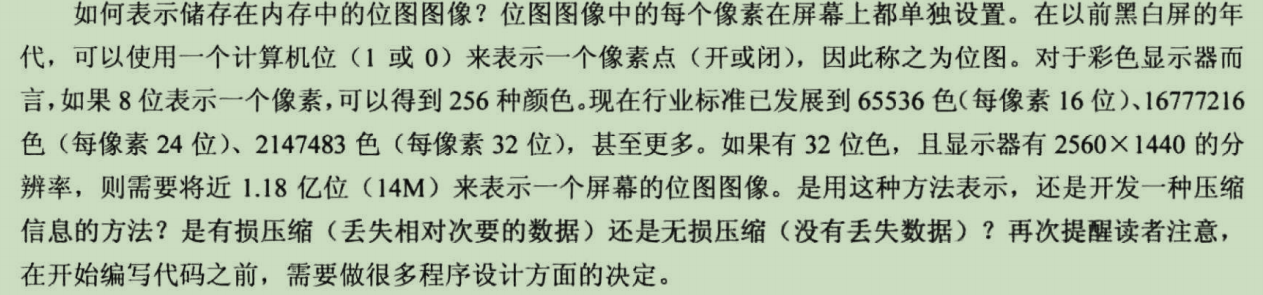 如何表示储存在内存中的位图图像？位图图像中的每个像素在屏幕上都单独设置。在以前黑白屏的年
代，可以使用一个计算机位（1 或 0）来表示一个像素点（开或闭），因此称之为位图。对于彩色显示器而
言，如果 8 位表示一个像素，可以得到 256 种颜色。现在行业标准已发展到 65536 色（每像素 16 位）、16777216
色（每像素 24 位）、2147483 色（每像素 32 位），甚至更多。如果有 32 位色，且显示器有 2560×1440 的分
辨率，则需要将近 1.18 亿位（14M）来表示一个屏幕的位图图像。是用这种方法表示，还是开发一种压缩
信息的方法？是有损压缩（丢失相对次要的数据）还是无损压缩（没有丢失数据）？再次提醒读者注意，
在开始编写代码之前，需要做很多程序设计方面的决定。